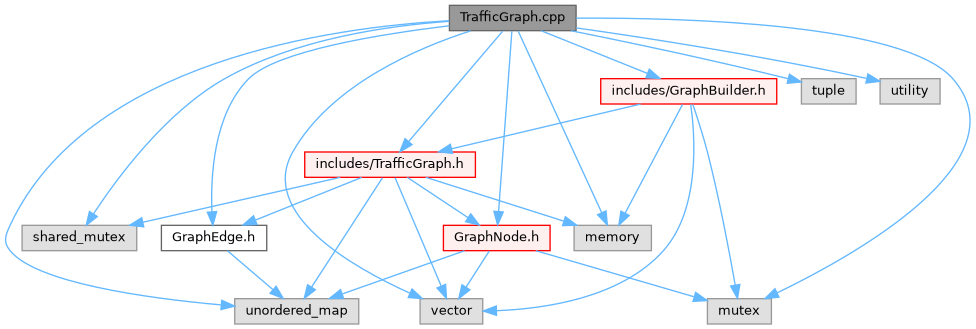 TrafficGraph.cpp
includes/GraphBuilder.h
tuple
utility
includes/TrafficGraph.h
shared_mutex
GraphEdge.h
GraphNode.h
memory
unordered_map
vector
mutex